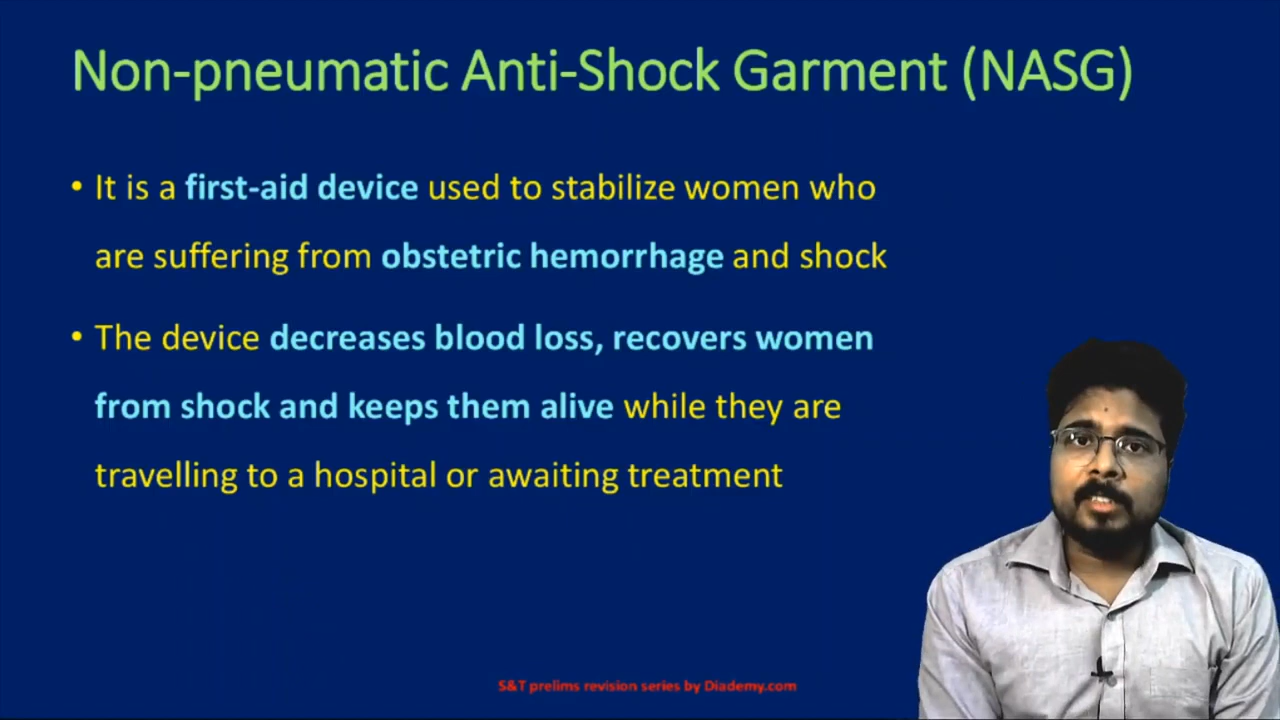 Non-pneumatic Anti-Shock Garment (NASG)
• It is a first-aid device used to stabilize women who
are suffering from obstetric hemorrhage and shock
• The device decreases blood loss, recovers women
from shock and keeps them alive while they are
travelling to a hospital or awaiting treatment
S&T prelims revision series by Diademy.com